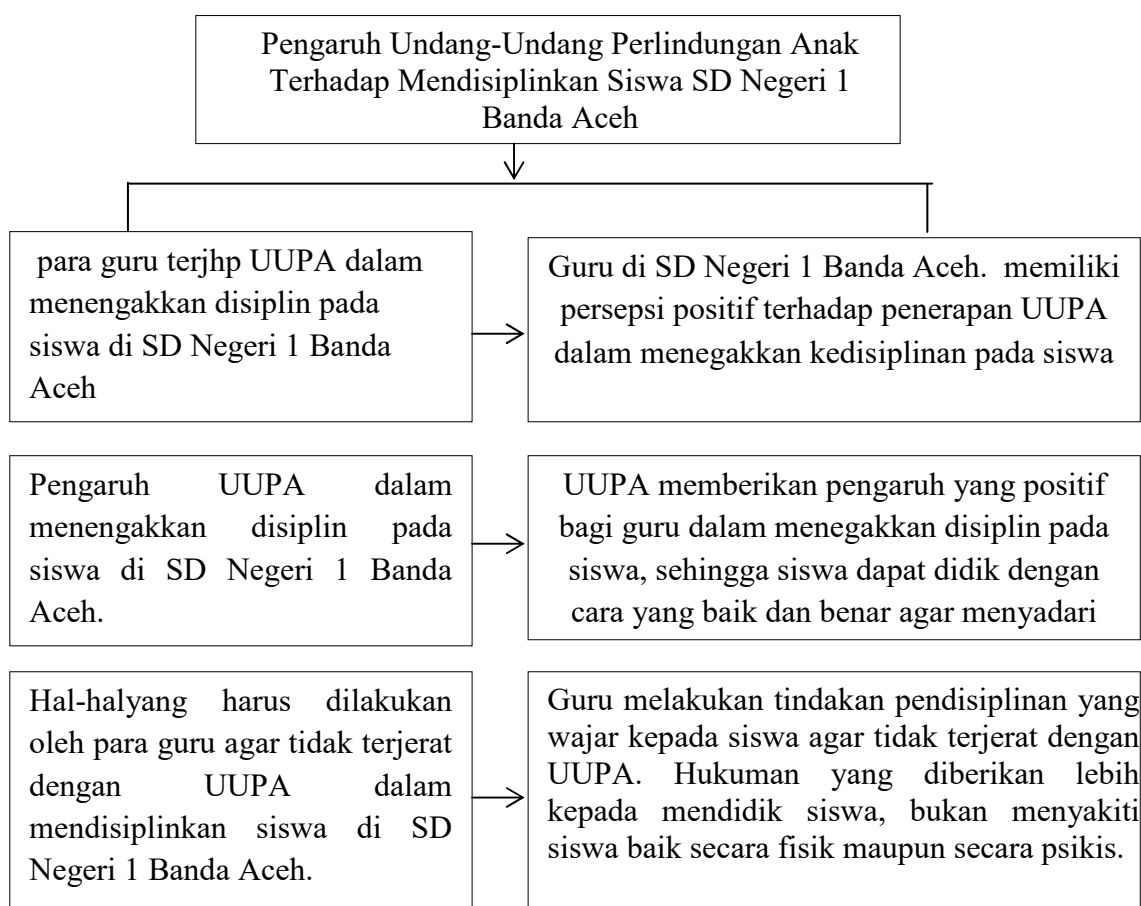 Pengaruh Undang-Undang Perlindungan Anak
Terhadap Mendisiplinkan Siswa SD Negeri 1
Banda Aceh
para guru terjhp UUPA dalam
menengakkan disiplin pada
siswa di SD Negeri 1 Banda
Aceh
Guru di SD Negeri 1 Banda Aceh. memiliki
persepsi positif terhadap penerapan UUPA
dalam menegakkan kedisiplinan pada siswa
Pengaruh UUPA dalam
menengakkan disiplin pada
siswa di SD Negeri 1 Banda
Aceh.
UUPA memberikan pengaruh yang positif
bagi guru dalam menegakkan disiplin pada
siswa, sehingga siswa dapat didik dengan
cara yang baik dan benar agar menyadari
Hal-halyang harus dilakukan
oleh para guru agar tidak terjerat
dengan UUPA dalam
mendisiplinkan siswa di SD
Negeri 1 Banda Aceh.
Guru melakukan tindakan pendisiplinan yang
wajar kepada siswa agar tidak terjerat dengan
UUPA. Hukuman yang diberikan lebih
kepada mendidik siswa, bukan menyakiti
siswa baik secara fisik maupun secara psikis.